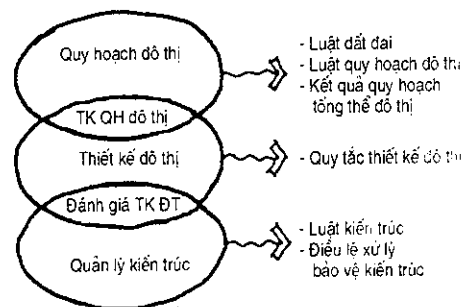 Quy hoạch đô thị
TK QH đô thị
Thiết kế đô thị
Đánh giá TK ĐT
Quản lý kiến trúc
- Luật đất đai
- Luật quy hoạch đô thị
- Kết quả quy hoạch
tổng thể đô thị
- Quy tắc thiết kế đô thị
- Luật kiến trúc
- Điều lệ xử lý
bảo vệ kiến trúc